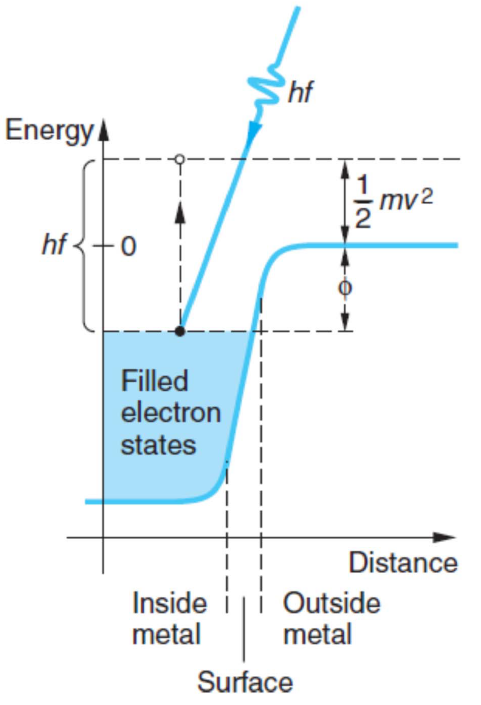 hf
Energy
1
2
mv²
hf
0
ϕ
Filled
electron
states
Distance
Inside
metal
Outside
metal
Surface